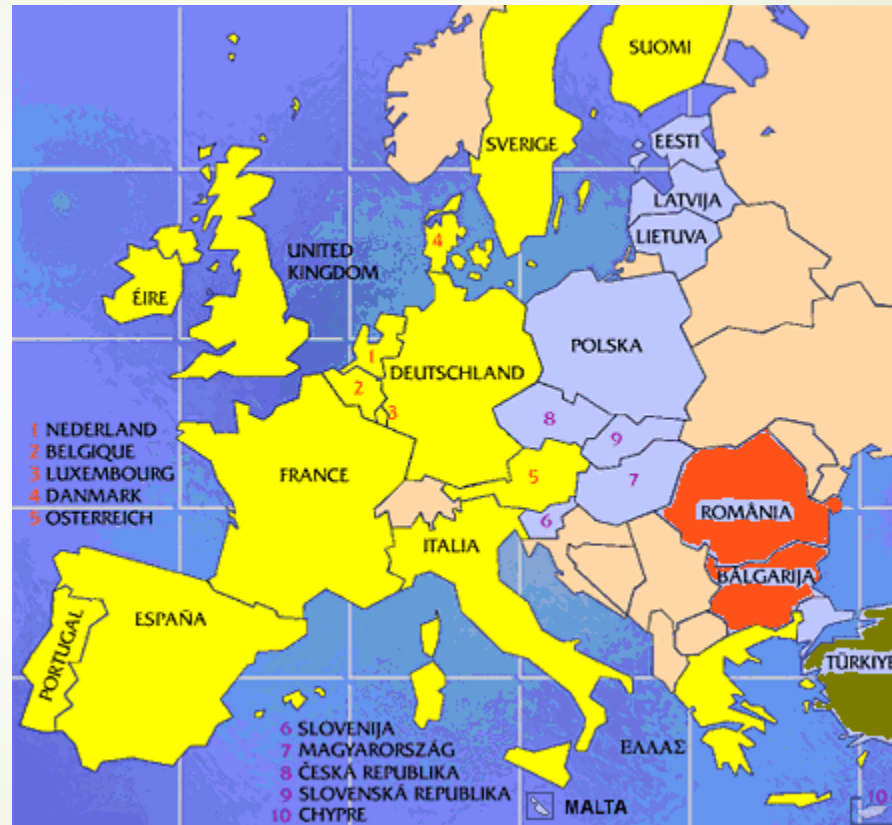 SUOMI
SVERIGE
EESTI
LATVIJA
LIETUVA
4
UNITED
KINGDOM
ÉIRE
1
POLSKA
DEUTSCHLAND
2
3
8
9
1 NEDERLAND
2 BELGIQUE
3 LUXEMBOURG
4 DANMARK
5 OSTERREICH
FRANCE
5
7
ROMÂNIA
6
ITALIA
BÂLGARIJA
ESPAÑA
PORTUGAL
TÜRKIYE
6 SLOVENIJA
7 MAGYARORSZÁG
8 ČESKÁ REPUBLIKA
9 SLOVENSKÁ REPUBLIKA
10 CHYPRE
ΕΛΛΑΣ
MALTA
10